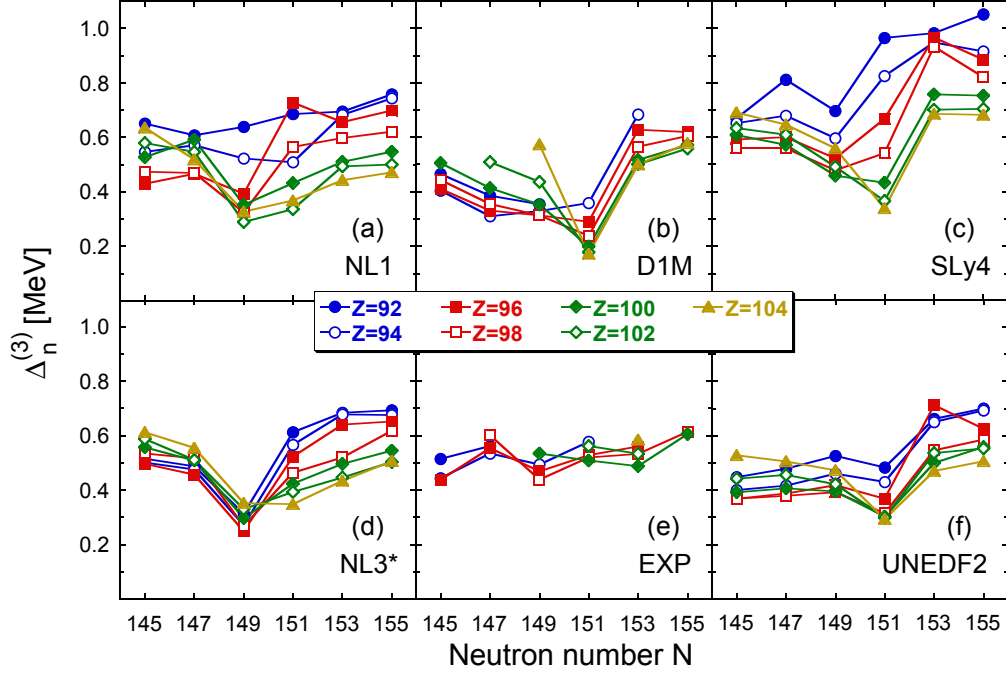 1.0
0.8
0.6
0.4
0.2
(a)
NL1
(b)
D1M
(c)
SLy4
Δn(3) [MeV]
Z=92 Z=96 Z=100 Z=104
Z=94 Z=98 Z=102
1.0
0.8
0.6
0.4
0.2
(d)
NL3*
(e)
EXP
(f)
UNEDF2
145 147 149 151 153 155 145 147 149 151 153 155 145 147 149 151 153 155
Neutron number N